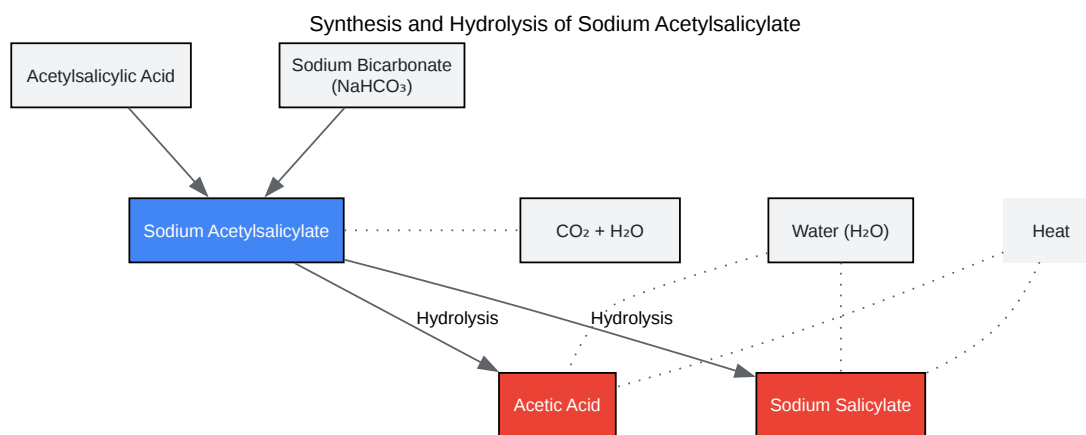 Synthesis and Hydrolysis of Sodium Acetylsalicylate
Acetylsalicylic Acid
Sodium Bicarbonate
(NaHCO₃)
Sodium Acetylsalicylate
CO₂ + H₂O
Water (H₂O)
Heat
Hydrolysis
Hydrolysis
Acetic Acid
Sodium Salicylate